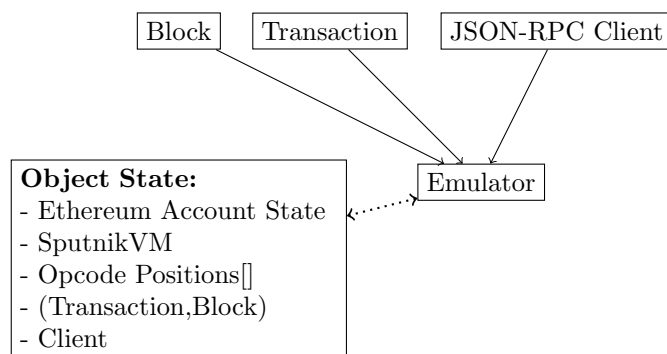 Block
Transaction
JSON-RPC Client
Emulator
Object State:
- Ethereum Account State
- SputnikVM
- Opcode Positions[]
- (Transaction,Block)
- Client